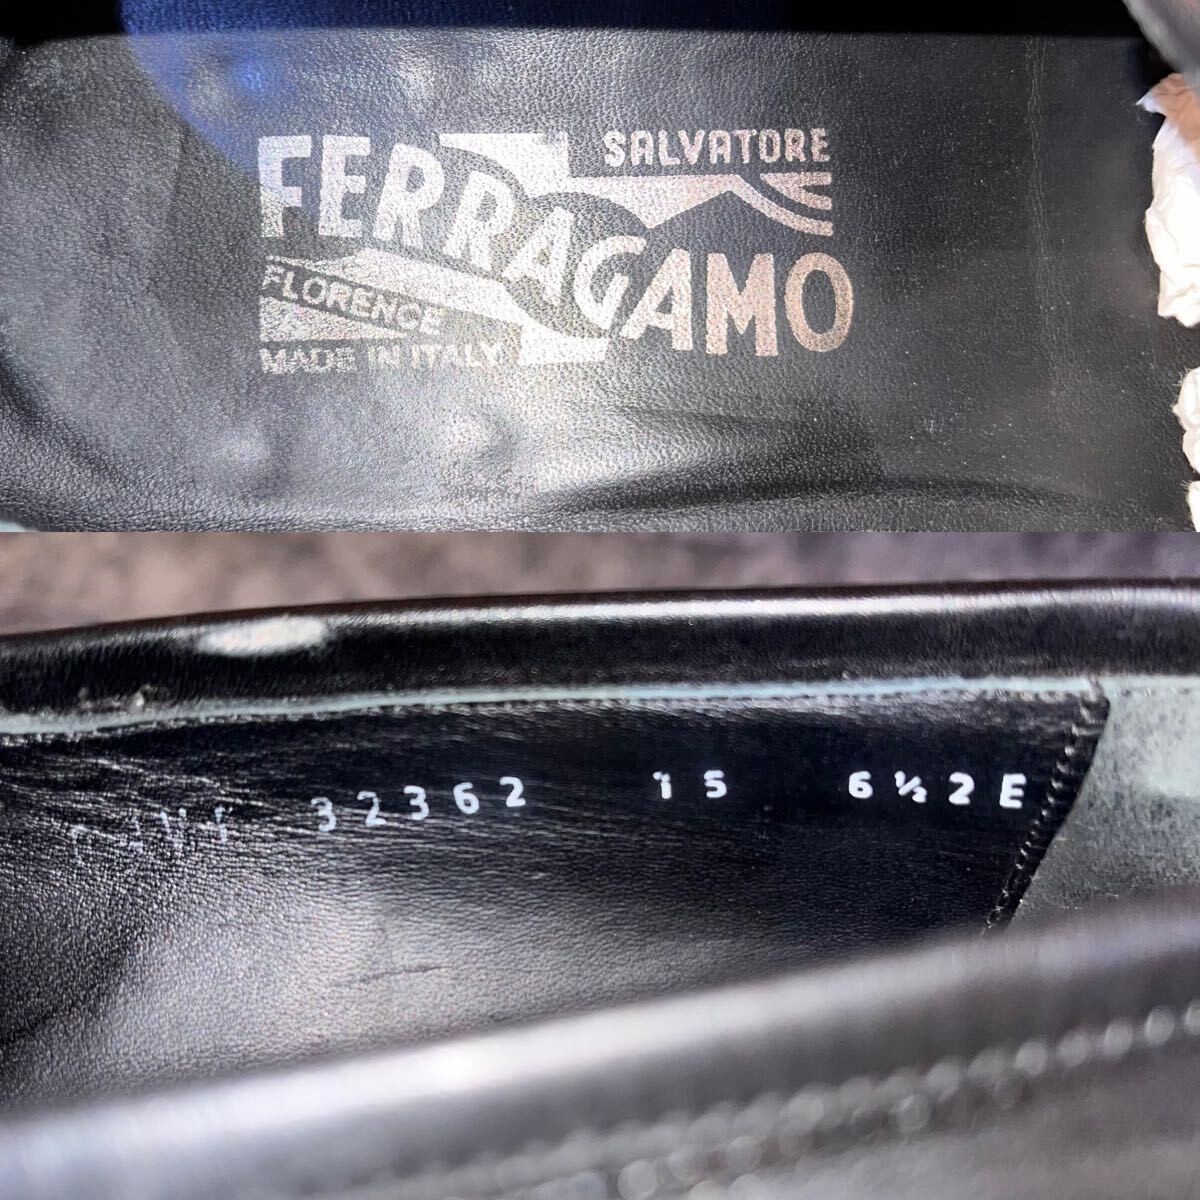 SALVATORE
FERRAGAMO
FLORENCE
MADE IN ITALY
32362 15 6½2E